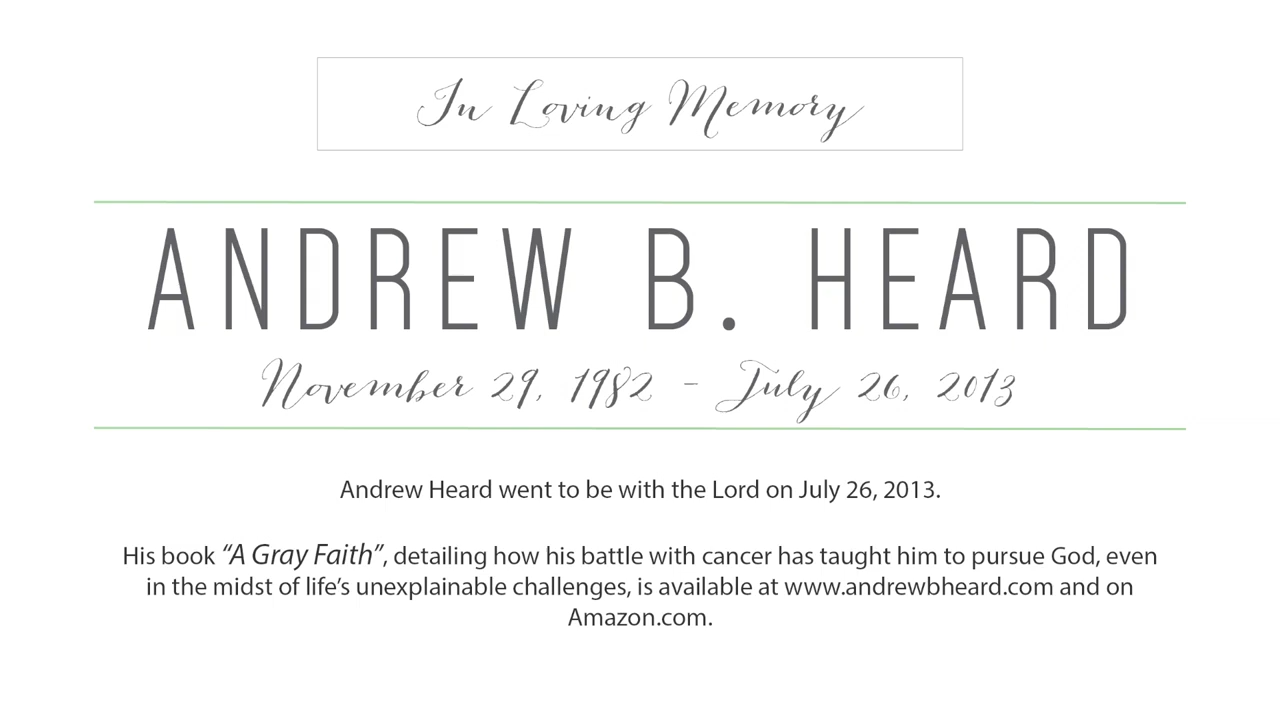 In Loving Memory
ANDREW B. HEARD
November 29, 1982 - July 26, 2013
Andrew Heard went to be with the Lord on July 26, 2013.
His book “A Gray Faith”, detailing how his battle with cancer has taught him to pursue God, even
in the midst of life’s unexplainable challenges, is available at www.andrewbheard.com and on
Amazon.com.